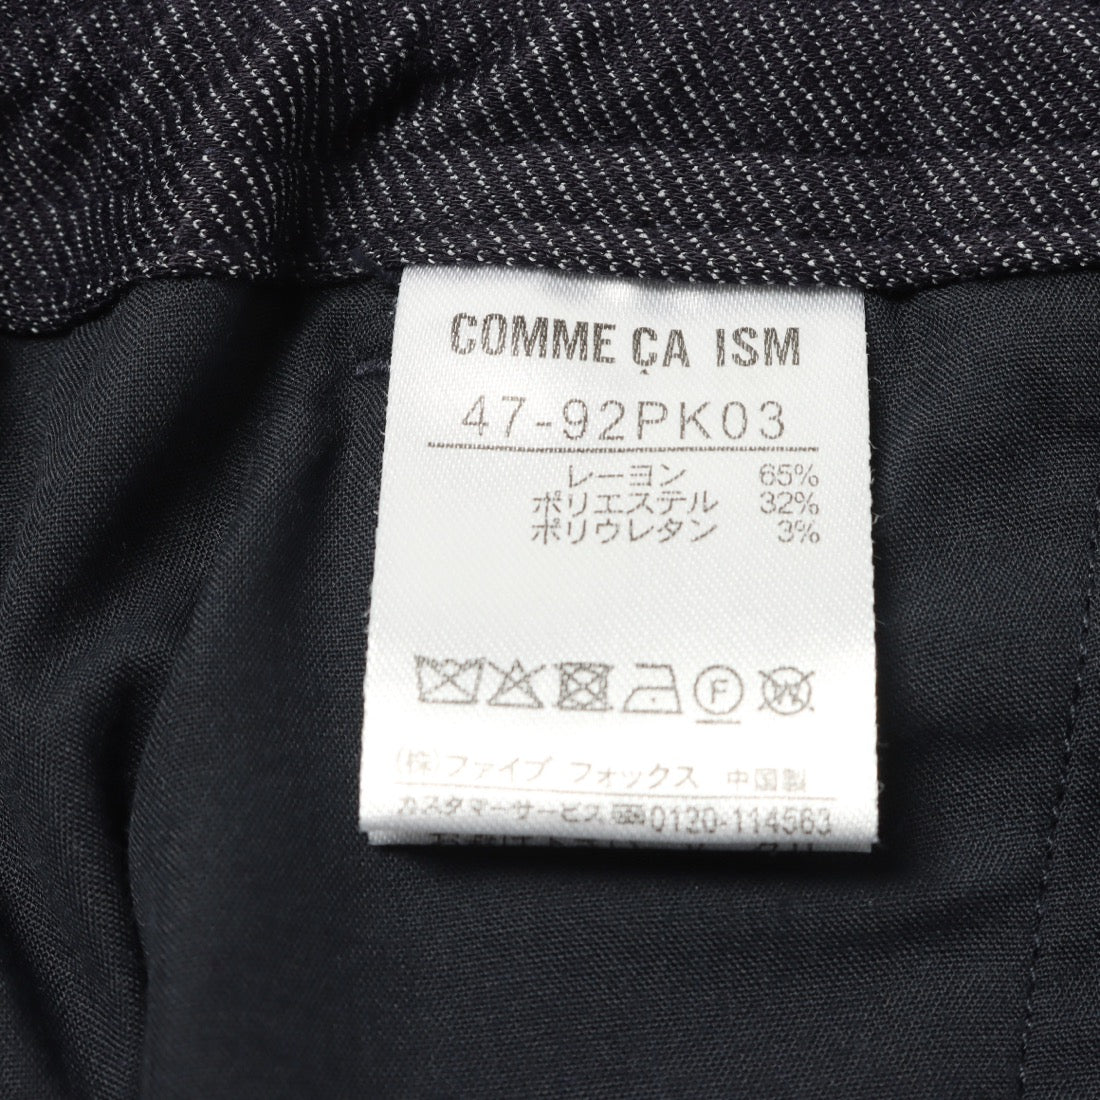 COMME ÇA ISM
47-92PK03
レーヨン 65%
ポリエステル 32%
ポリウレタン 3%
F
W
(株)ファイブ フォックス 中国製
カスタマーサービス 0120-114563